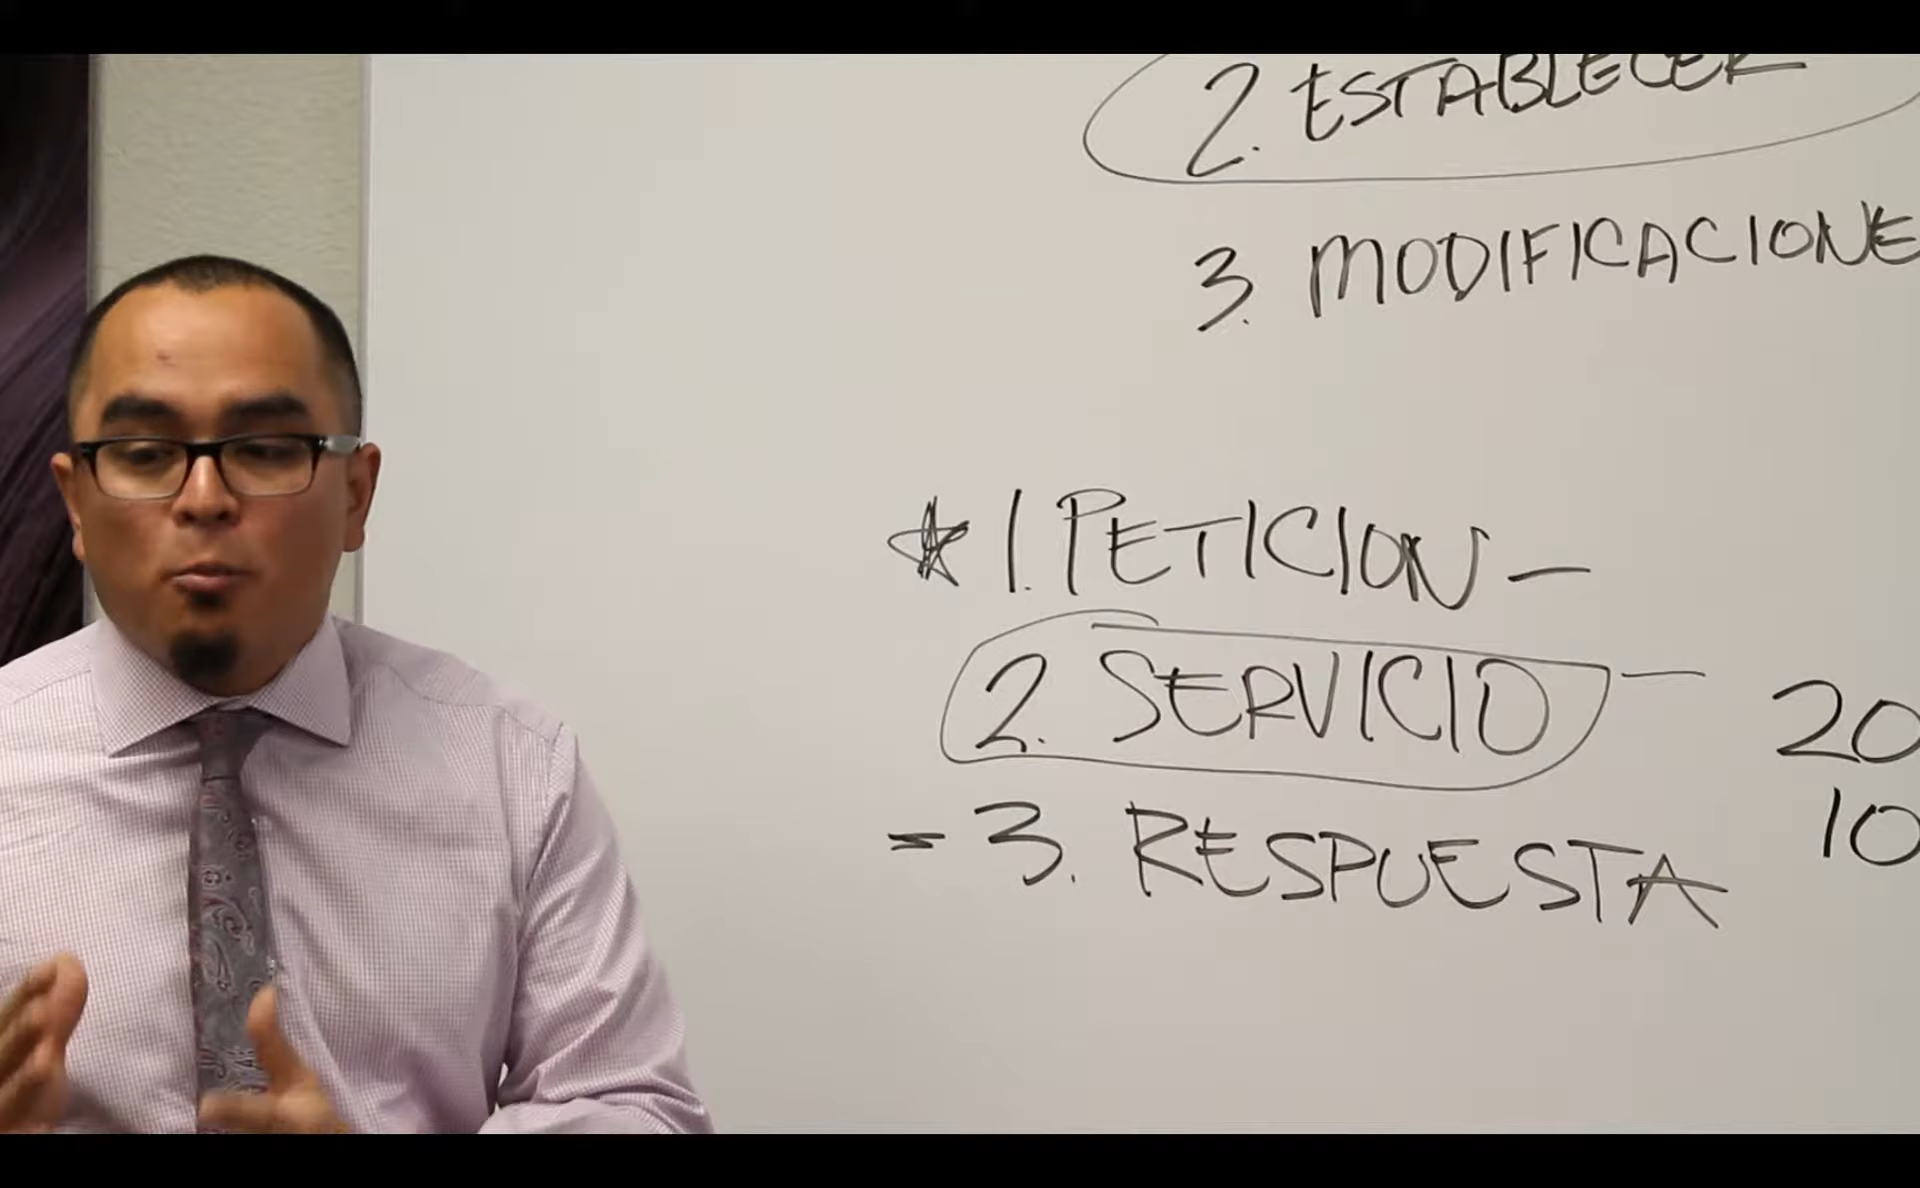 2. ESTABLECER
3. MODIFICACIONE
1. PETICION -
2. SERVICIO -
20
10
= 3. RESPUESTA